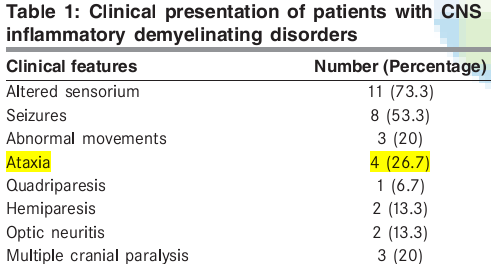 Table 1: Clinical presentation of patients with CNS
inflammatory demyelinating disorders
Clinical features Number (Percentage)
Altered sensorium 11 (73.3)
Seizures 8 (53.3)
Abnormal movements 3 (20)
Ataxia 4 (26.7)
Quadriparesis 1 (6.7)
Hemiparesis 2 (13.3)
Optic neuritis 2 (13.3)
Multiple cranial paralysis 3 (20)